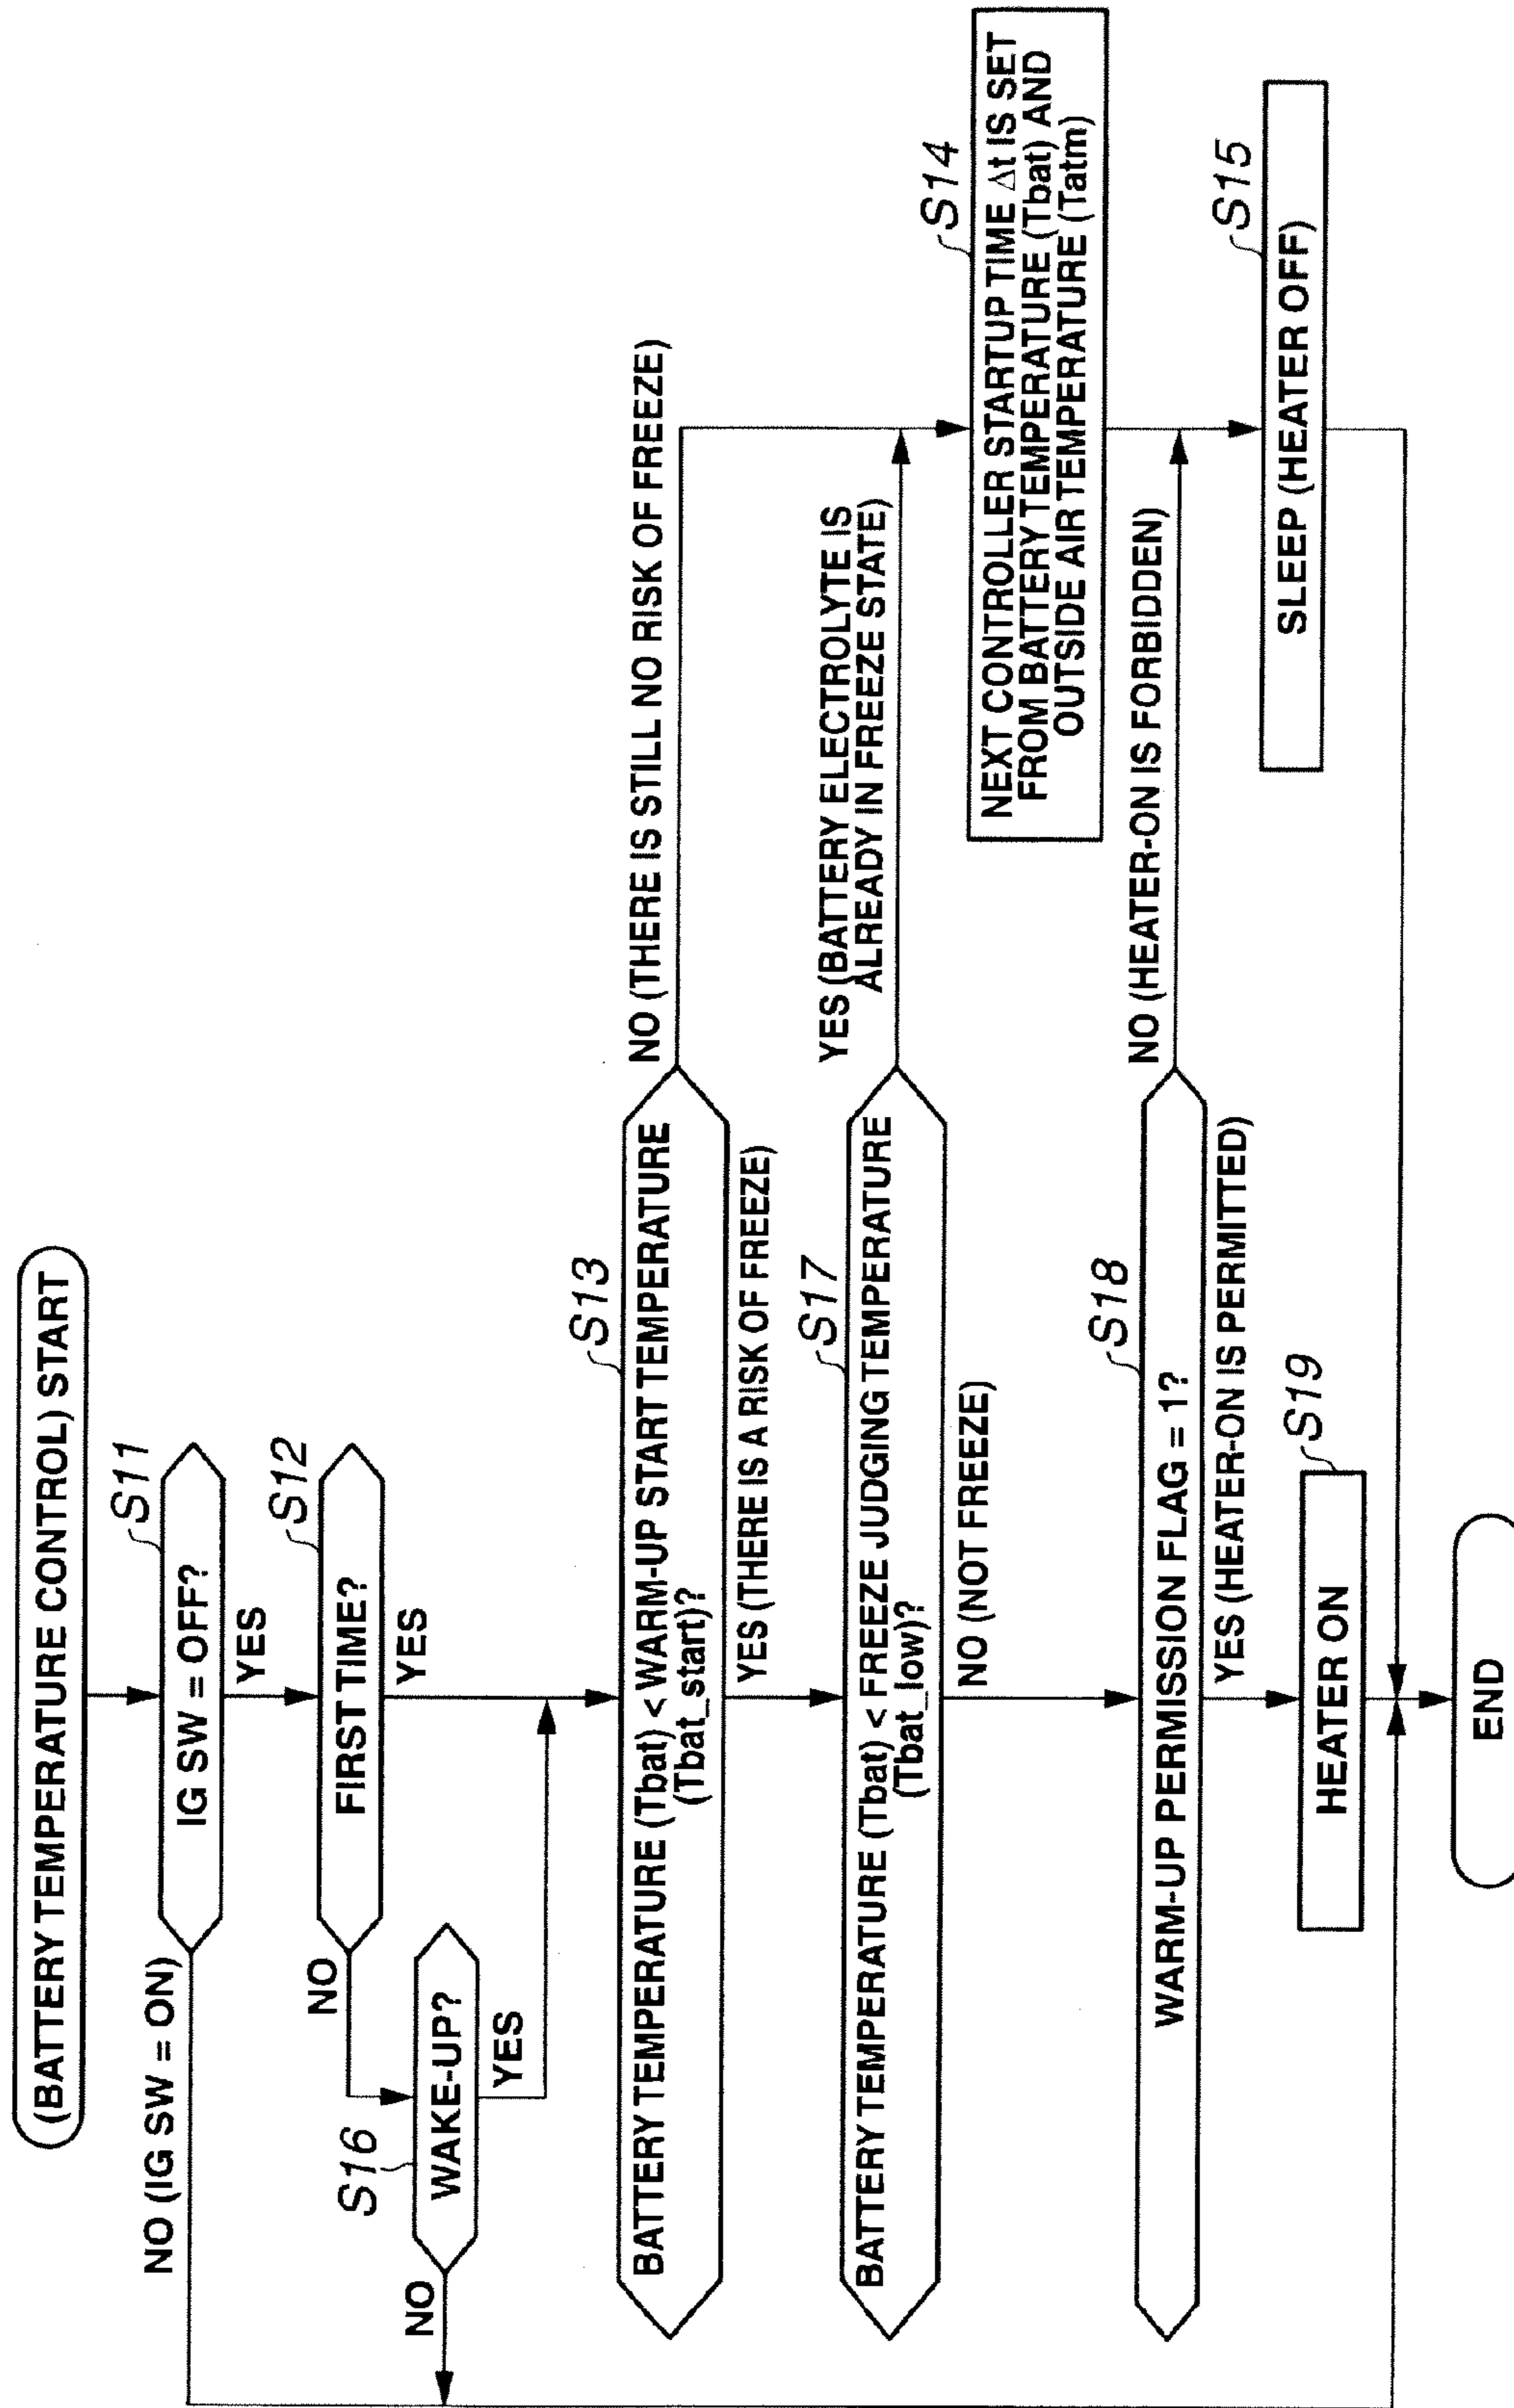 (BATTERY TEMPERATURE CONTROL) START
S11
IG SW = OFF?
NO (IG SW = ON)
YES
S12
FIRST TIME?
NO
YES
S16
WAKE-UP?
NO
YES
S13
BATTERY TEMPERATURE (Tbat) < WARM-UP START TEMPERATURE
(Tbat_start)?
NO (THERE IS STILL NO RISK OF FREEZE)
YES (THERE IS A RISK OF FREEZE)
S17
BATTERY TEMPERATURE (Tbat) < FREEZE JUDGING TEMPERATURE
(Tbat_low)?
YES (BATTERY ELECTROLYTE IS
ALREADY IN FREEZE STATE)
NO (NOT FREEZE)
S14
NEXT CONTROLLER STARTUP TIME Δt IS SET
FROM BATTERY TEMPERATURE (Tbat) AND
OUTSIDE AIR TEMPERATURE (Tatm)
S18
WARM-UP PERMISSION FLAG = 1?
NO (HEATER-ON IS FORBIDDEN)
YES (HEATER-ON IS PERMITTED)
S15
SLEEP (HEATER OFF)
S19
HEATER ON
END